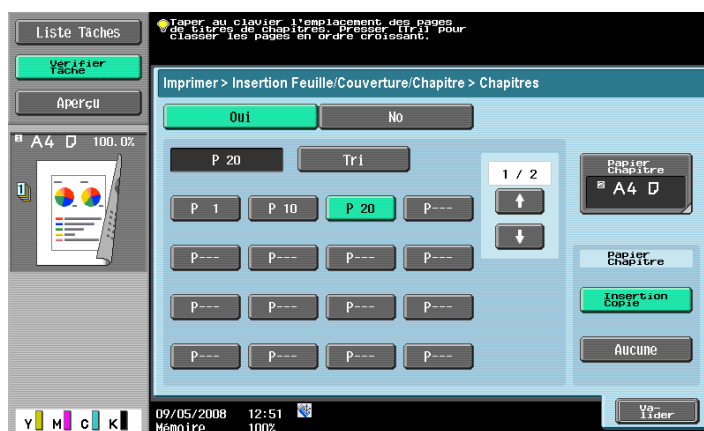 Liste Tâches
Vérifier
Tâche
Aperçu
A4 100.0%
Taper au clavier l'emplacement des pages
de titres de chapitres. Presser [Tri] pour
classer les pages en ordre croissant.
Imprimer > Insertion Feuille/Couverture/Chapitre > Chapitres
Oui No
P 20 Tri
1 / 2
P 1 P 10 P 20 P---
P--- P--- P--- P---
P--- P--- P--- P---
P--- P--- P--- P---
Papier
Chapitre
2 A4
Papier
Chapitre
Insertion
Copie
Aucune
Y M C K
09/05/2008 12:51
Mémoire 100%
Va-
lider